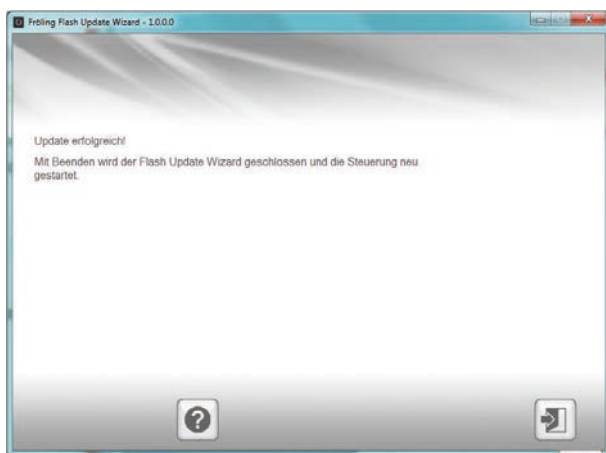 Fröling Flash Update Wizard - 1.0.0.0
Update erfolgreich!
Mit Beenden wird der Flash Update Wizard geschlossen und die Steuerung neu
gestartet.
?